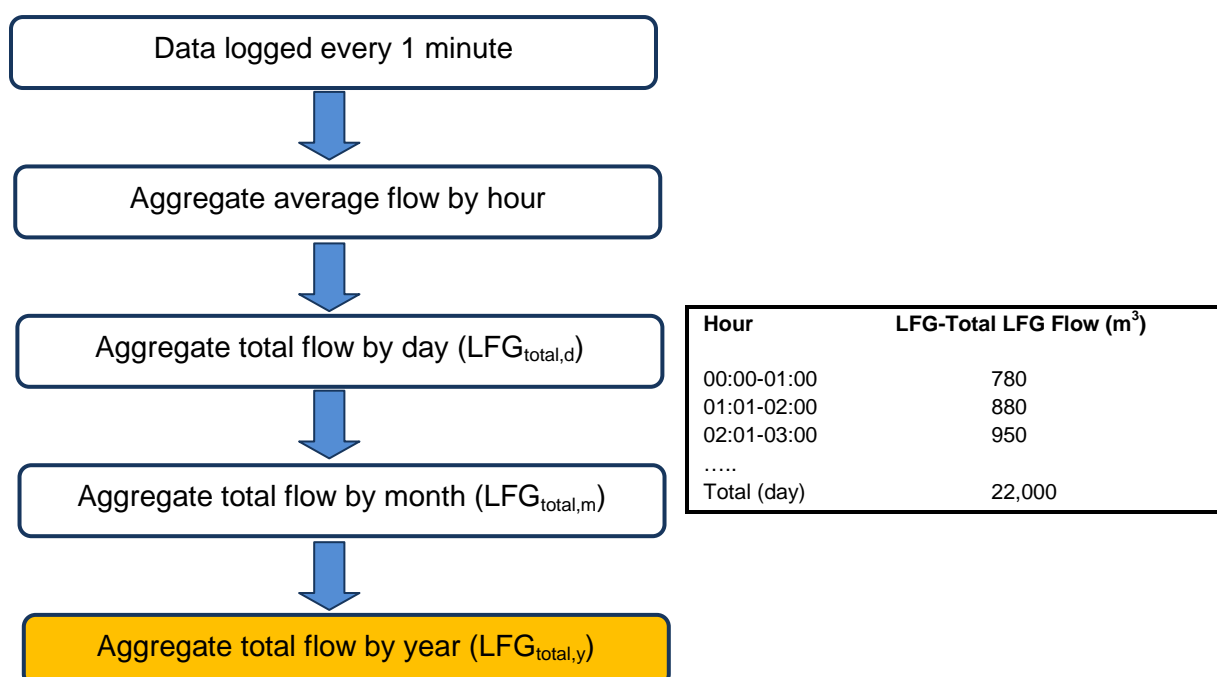 Data logged every 1 minute
Aggregate average flow by hour
Aggregate total flow by day (LFGtotal,d)
Aggregate total flow by month (LFGtotal,m)
Aggregate total flow by year (LFGtotal,y)
Hour LFG-Total LFG Flow (m3)
00:00-01:00 780
01:01-02:00 880
02:01-03:00 950
…..
Total (day) 22,000